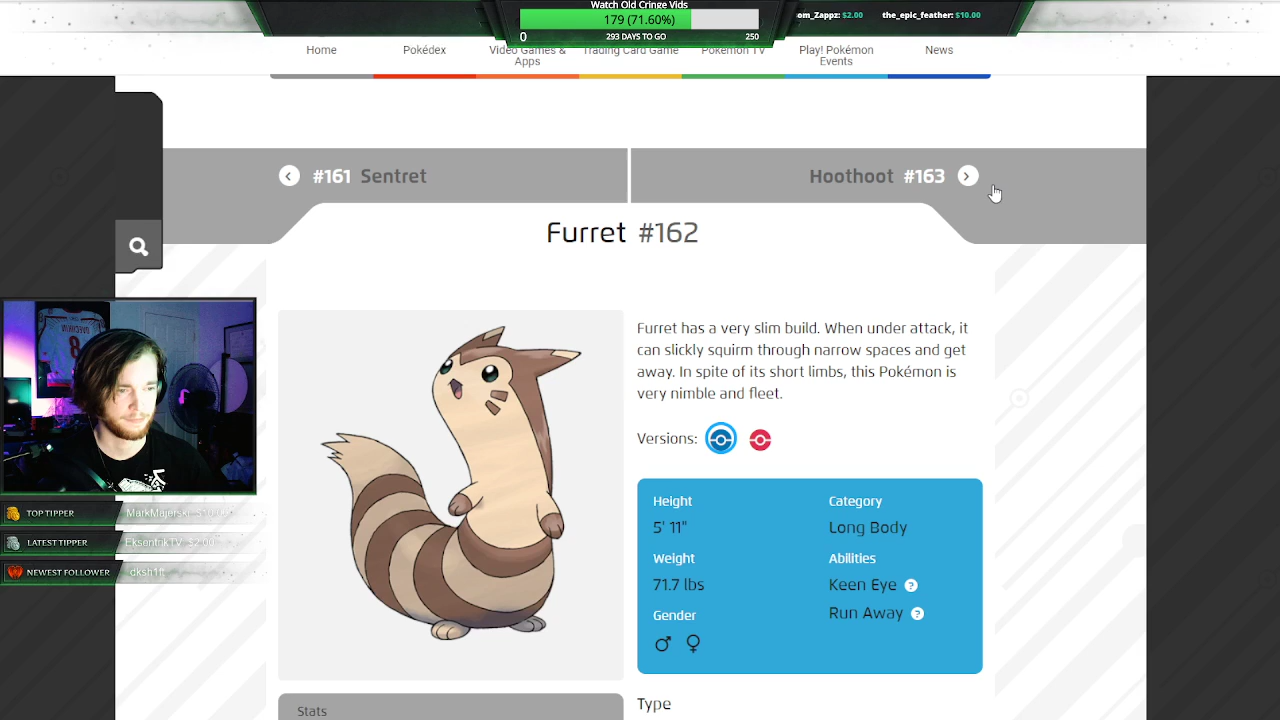 Watch Old Cringe Vids
179 (71.60%)
0
293 DAYS TO GO
250
om_Zappz: $2.00
the_epic_feather: $10.00
Home
Pokédex
Video Games & Apps
Trading Card Game
Pokémon TV
Play! Pokémon Events
News
#161 Sentret
Hoothoot #163
Furret #162
Furret has a very slim build. When under attack, it
can slickly squirm through narrow spaces and get
away. In spite of its short limbs, this Pokémon is
very nimble and fleet.
Versions:
Height
5' 11"
Weight
71.7 lbs
Gender
Category
Long Body
Abilities
Keen Eye ?
Run Away ?
TOP TIPPER
LATEST TIPPER
EksentrikTV: $2.00
NEWEST FOLLOWER
dksh1ft
Stats
Type